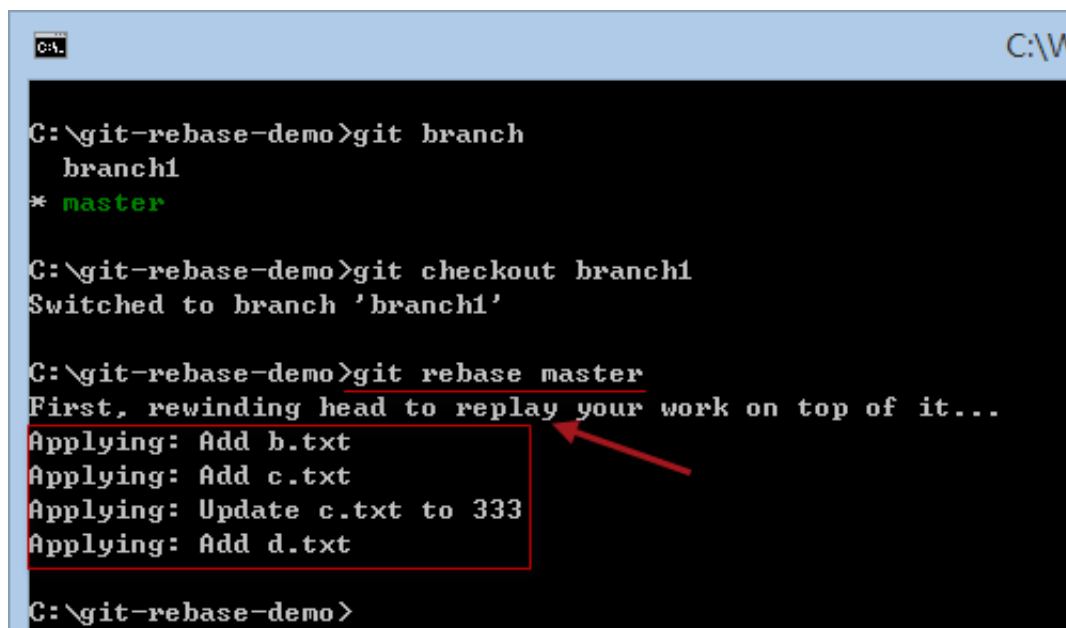 C:\W
C:\git-rebase-demo>git branch
branch1
* master
C:\git-rebase-demo>git checkout branch1
Switched to branch 'branch1'
C:\git-rebase-demo>git rebase master
First, rewinding head to replay your work on top of it...
Applying: Add b.txt
Applying: Add c.txt
Applying: Update c.txt to 333
Applying: Add d.txt
C:\git-rebase-demo>